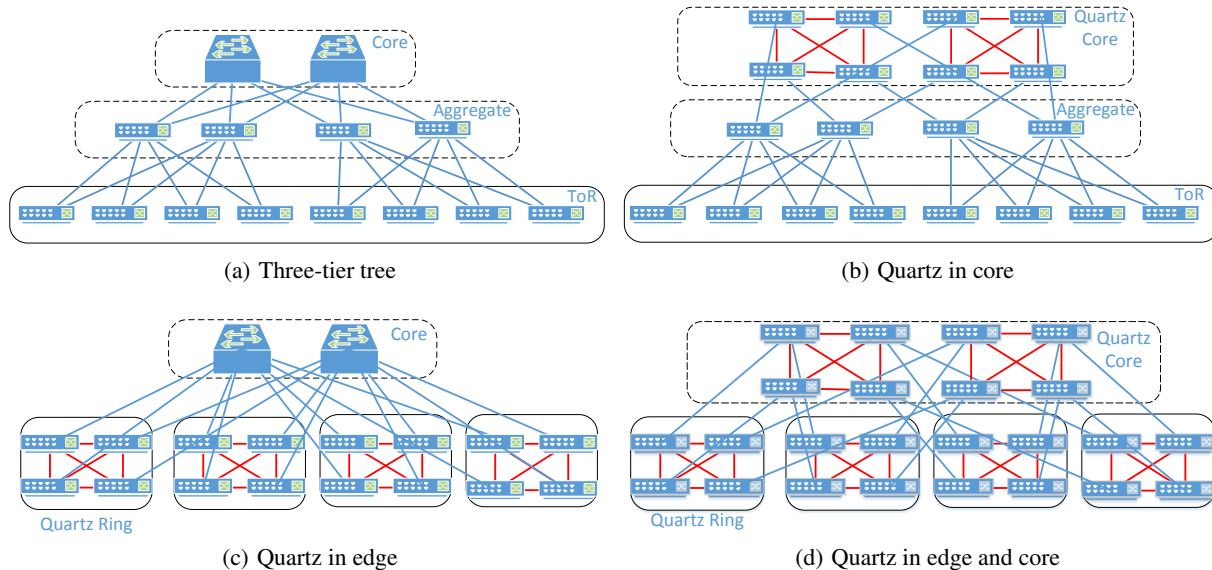 Core
Aggregate
ToR
(a) Three-tier tree
Quartz
Core
Aggregate
ToR
(b) Quartz in core
Core
Quartz Ring
(c) Quartz in edge
Quartz
Core
Quartz Ring
(d) Quartz in edge and core